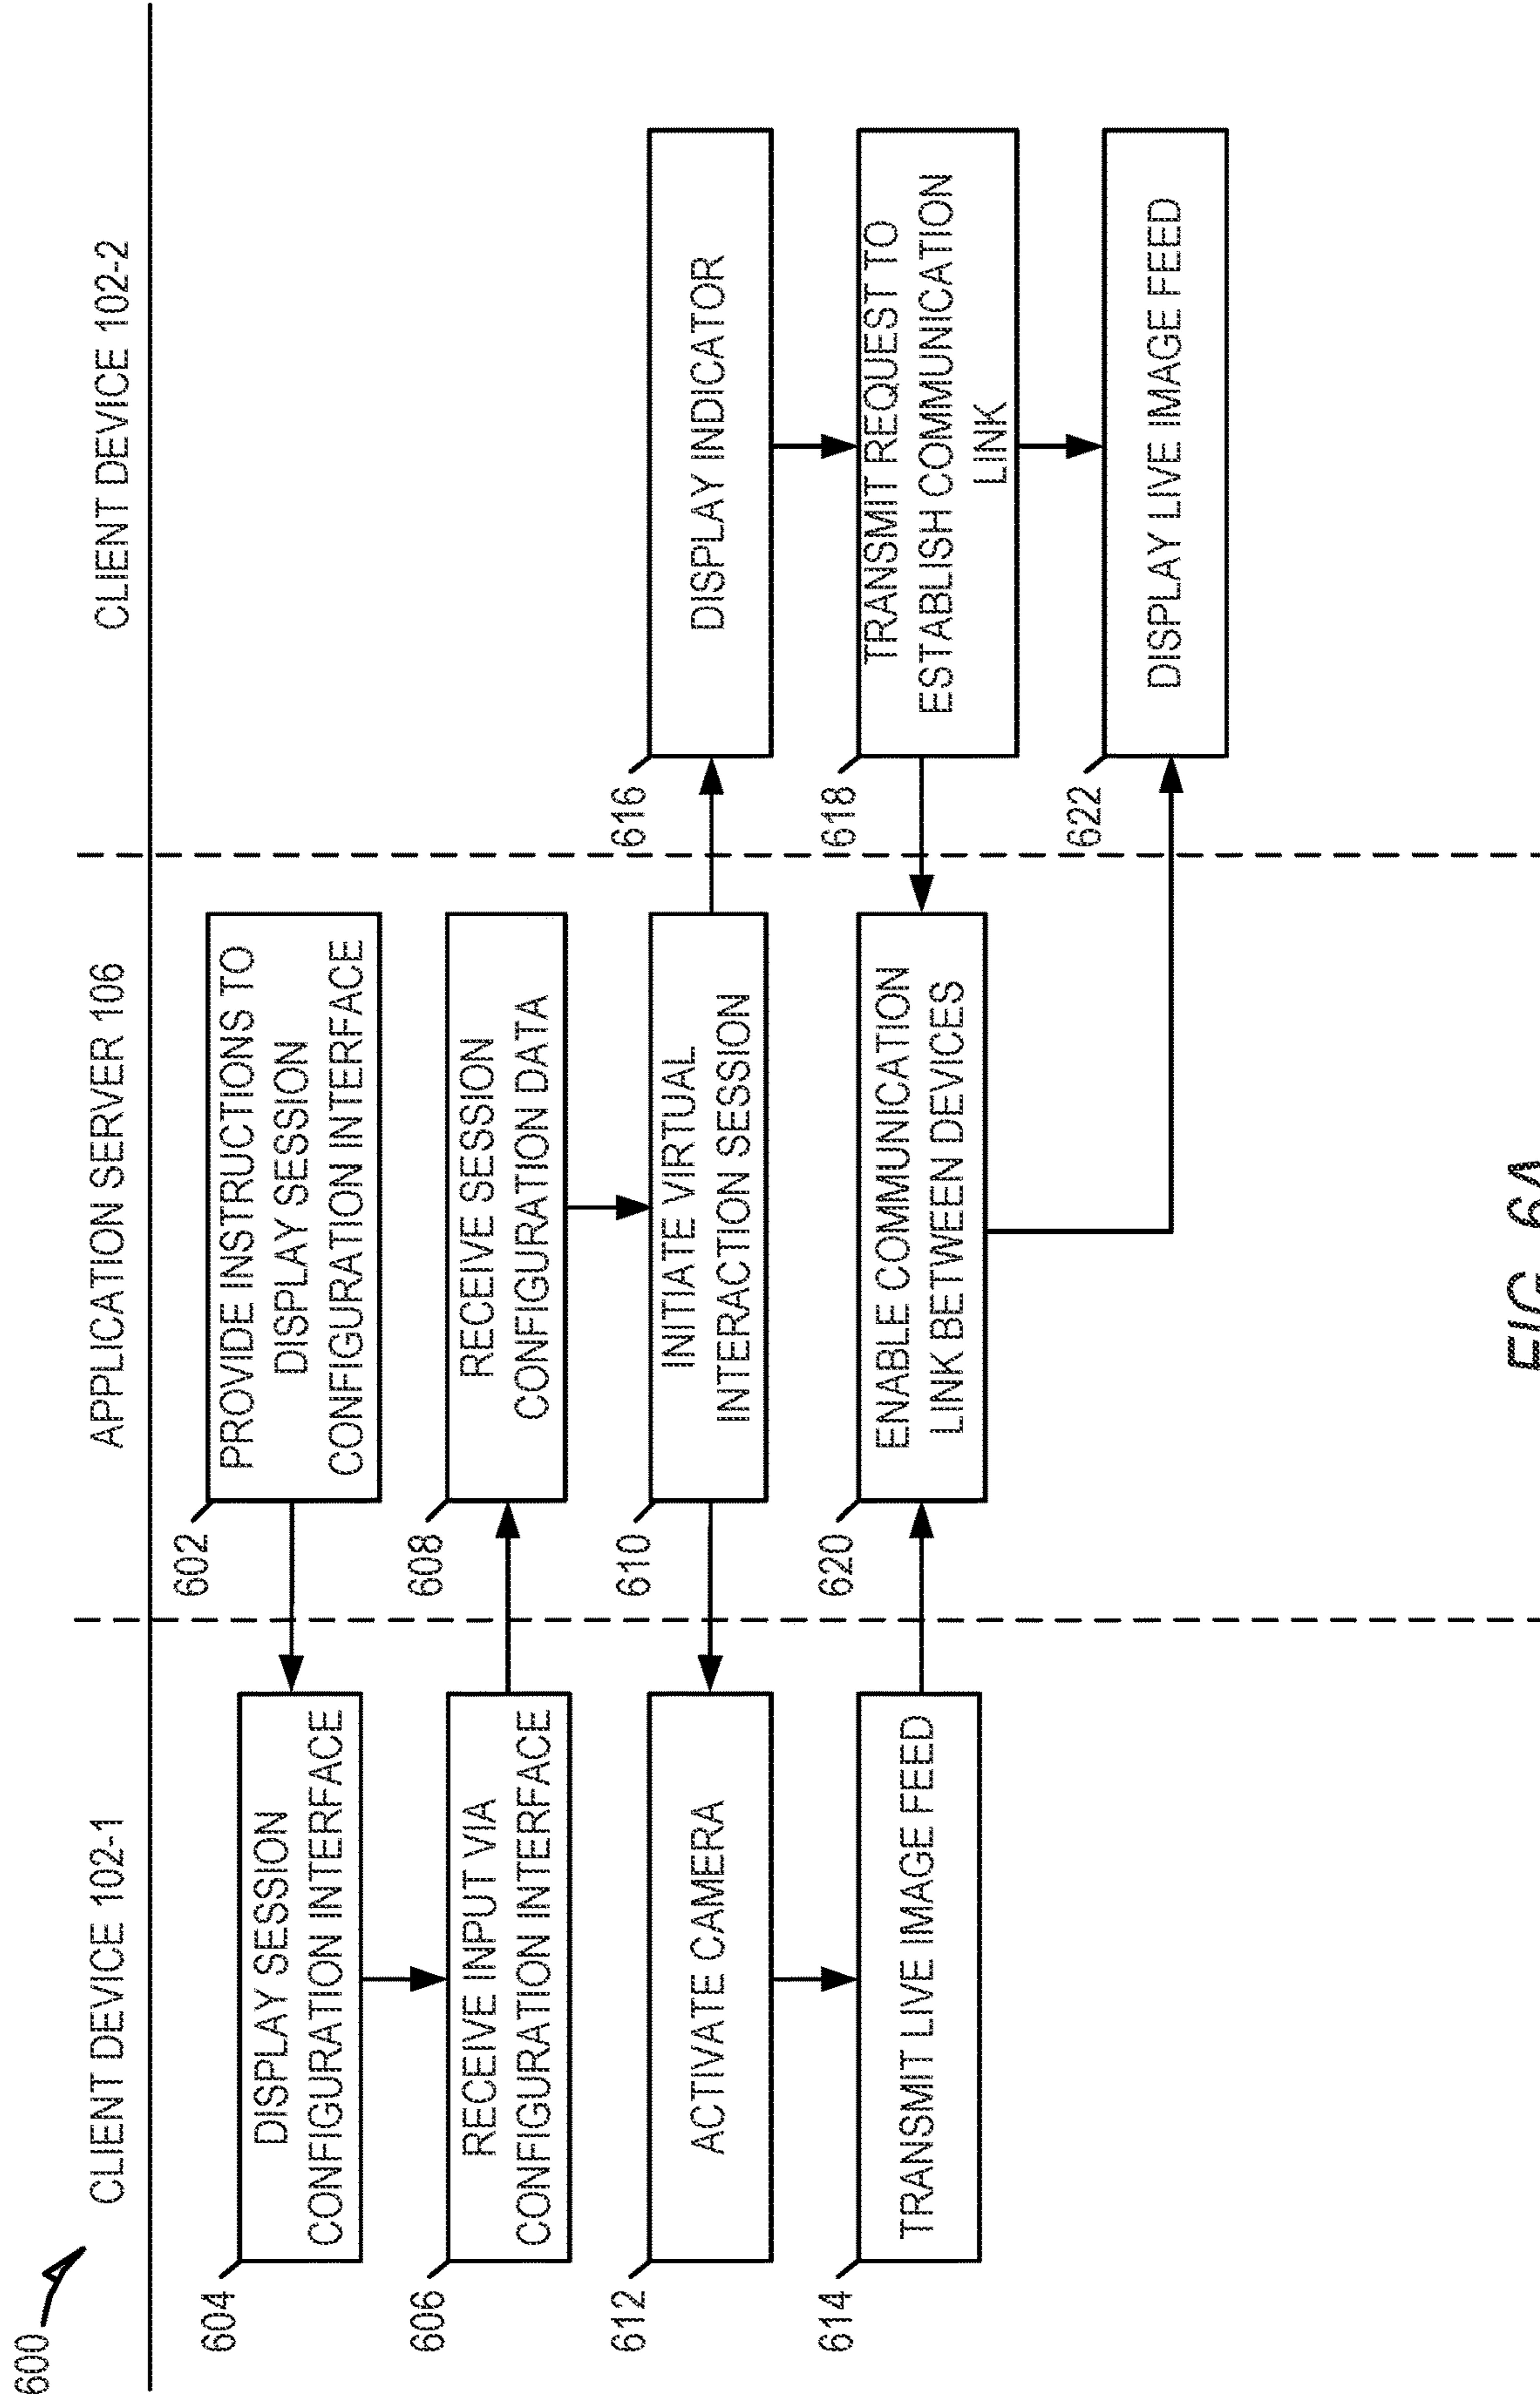 600
CLIENT DEVICE 102-1
APPLICATION SERVER 106
CLIENT DEVICE 102-2
602
PROVIDE INSTRUCTIONS TO
DISPLAY SESSION
CONFIGURATION INTERFACE
604
DISPLAY SESSION
CONFIGURATION INTERFACE
606
RECEIVE INPUT VIA
CONFIGURATION INTERFACE
608
RECEIVE SESSION
CONFIGURATION DATA
610
INITIATE VIRTUAL
INTERACTION SESSION
612
ACTIVATE CAMERA
614
TRANSMIT LIVE IMAGE FEED
616
DISPLAY INDICATOR
618
TRANSMIT REQUEST TO
ESTABLISH COMMUNICATION
LINK
620
ENABLE COMMUNICATION
LINK BETWEEN DEVICES
622
DISPLAY LIVE IMAGE FEED
FIG. 6A